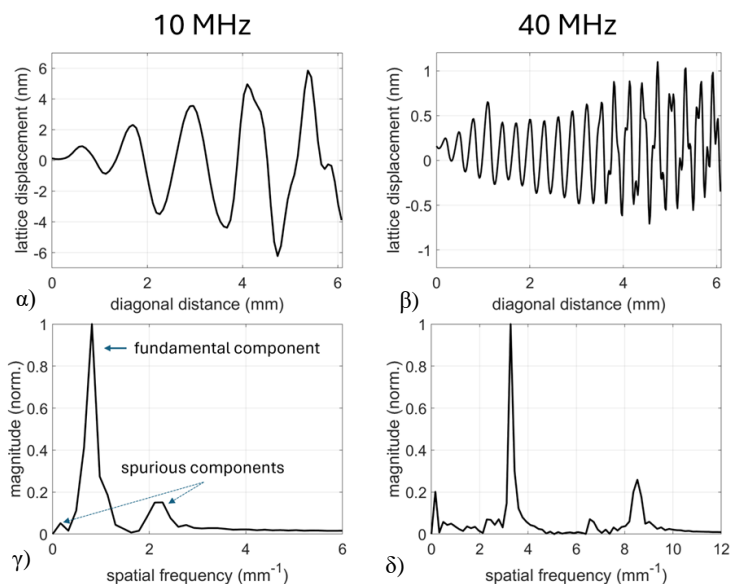 10 MHz
40 MHz
lattice displacement (nm)
6
4
2
0
-2
-4
-6
0
2
4
6
diagonal distance (mm)
α)
lattice displacement (nm)
1
0.5
0
-0.5
-1
0
2
4
6
diagonal distance (mm)
β)
magnitude (norm.)
1
0.8
0.6
0.4
0.2
0
fundamental component
spurious components
0
2
4
6
spatial frequency (mm⁻¹)
γ)
magnitude (norm.)
1
0.8
0.6
0.4
0.2
0
0
2
4
6
8
10
12
spatial frequency (mm⁻¹)
δ)